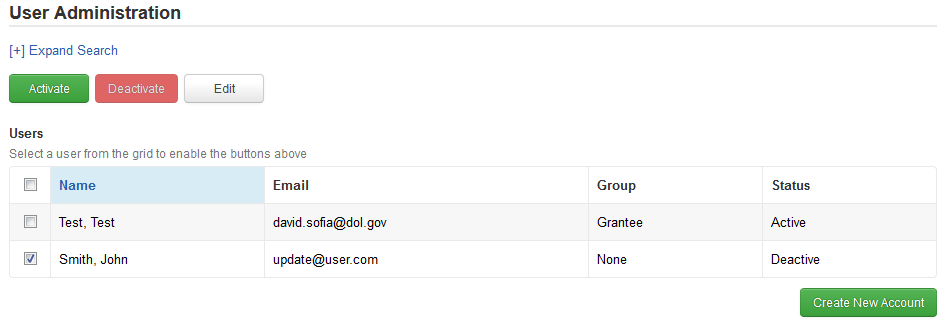 User Administration
[+] Expand Search
Activate Deactivate Edit
Users
Select a user from the grid to enable the buttons above
Name Email Group Status
Test, Test david.sofia@dol.gov Grantee Active
Smith, John update@user.com None Deactive
Create New Account